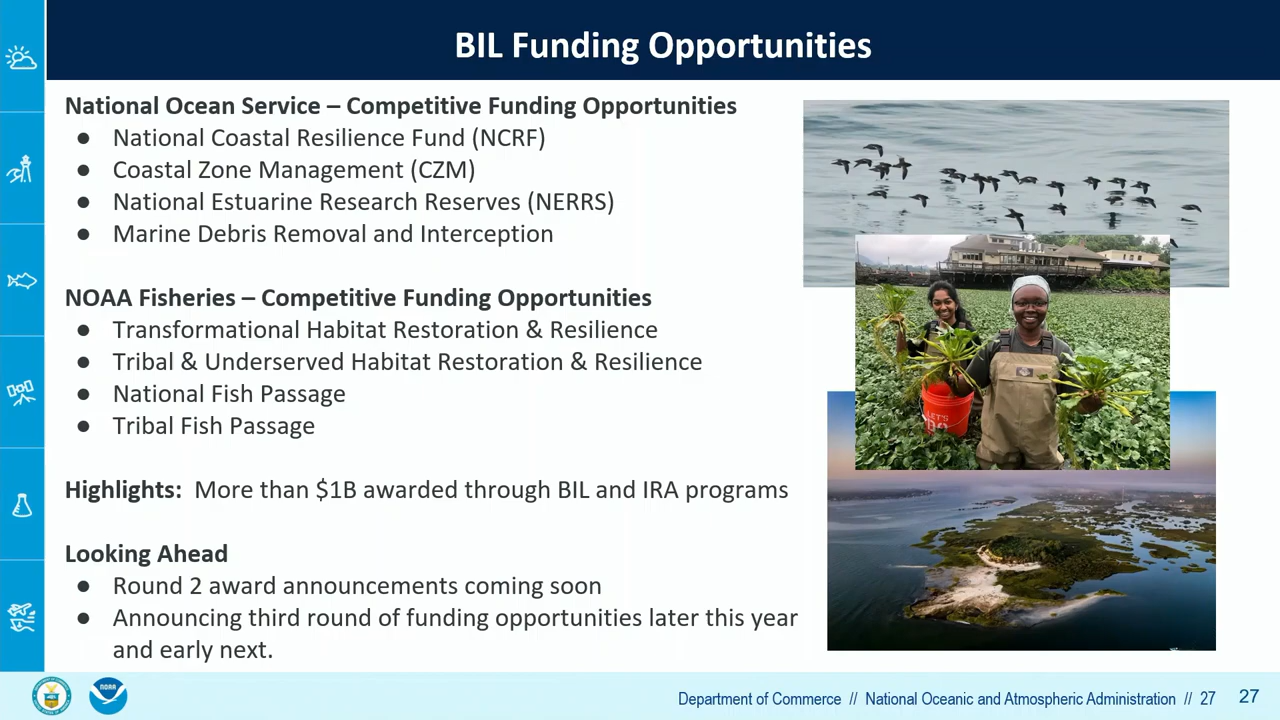 BIL Funding Opportunities
National Ocean Service – Competitive Funding Opportunities
● National Coastal Resilience Fund (NCRF)
● Coastal Zone Management (CZM)
● National Estuarine Research Reserves (NERRS)
● Marine Debris Removal and Interception
NOAA Fisheries – Competitive Funding Opportunities
● Transformational Habitat Restoration & Resilience
● Tribal & Underserved Habitat Restoration & Resilience
● National Fish Passage
● Tribal Fish Passage
Highlights: More than $1B awarded through BIL and IRA programs
Looking Ahead
● Round 2 award announcements coming soon
● Announcing third round of funding opportunities later this year
and early next.
LET'S
NOAA
Department of Commerce // National Oceanic and Atmospheric Administration // 27
27